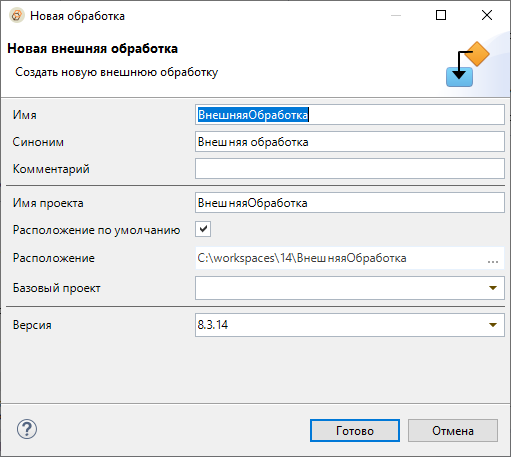 Новая обработка
Новая внешняя обработка
Создать новую внешнюю обработку
Имя ВнешняяОбработка
Синоним Внешняя обработка
Комментарий
Имя проекта ВнешняяОбработка
Расположение по умолчанию
Расположение C:\workspaces\14\ВнешняяОбработка ...
Базовый проект
Версия 8.3.14
? Готово Отмена